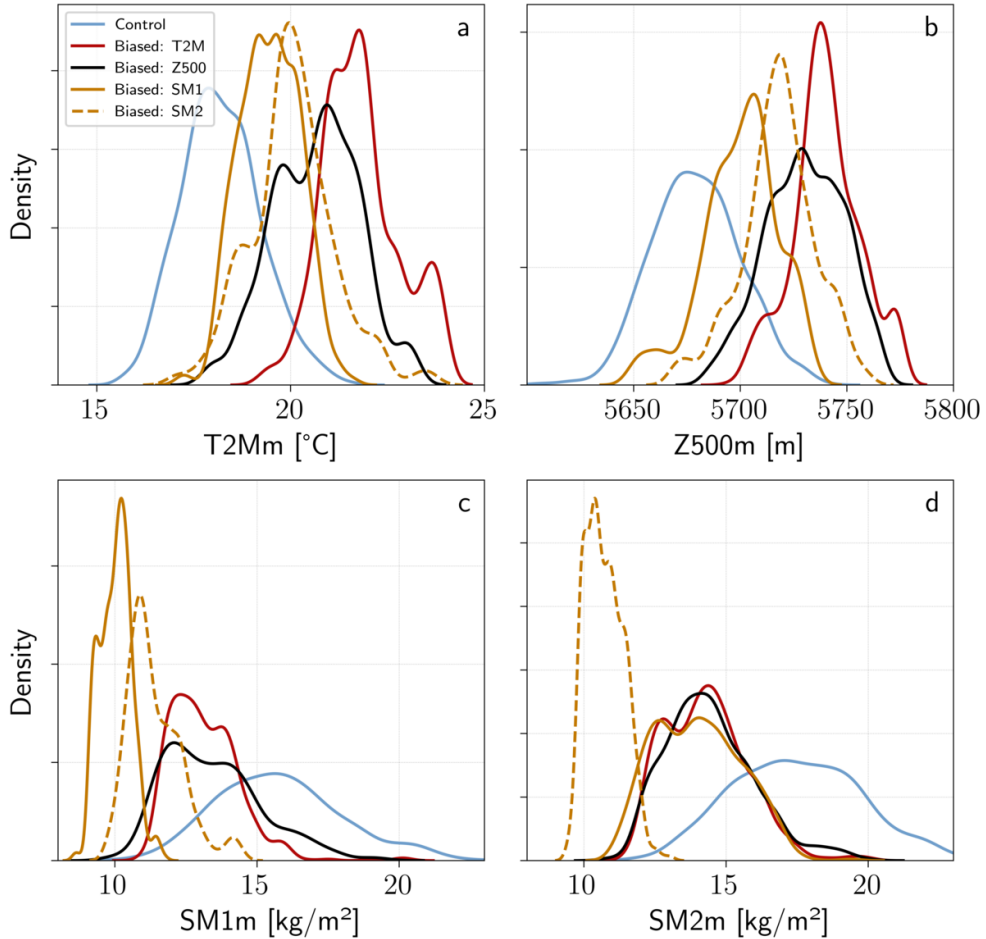 a
b
Control
Biased: T2M
Biased: Z500
Biased: SM1
Biased: SM2
Density
15
20
25
5650
5700
5750
5800
T2Mm [°C]
Z500m [m]
c
d
Density
10
15
20
10
15
20
SM1m [kg/m²]
SM2m [kg/m²]